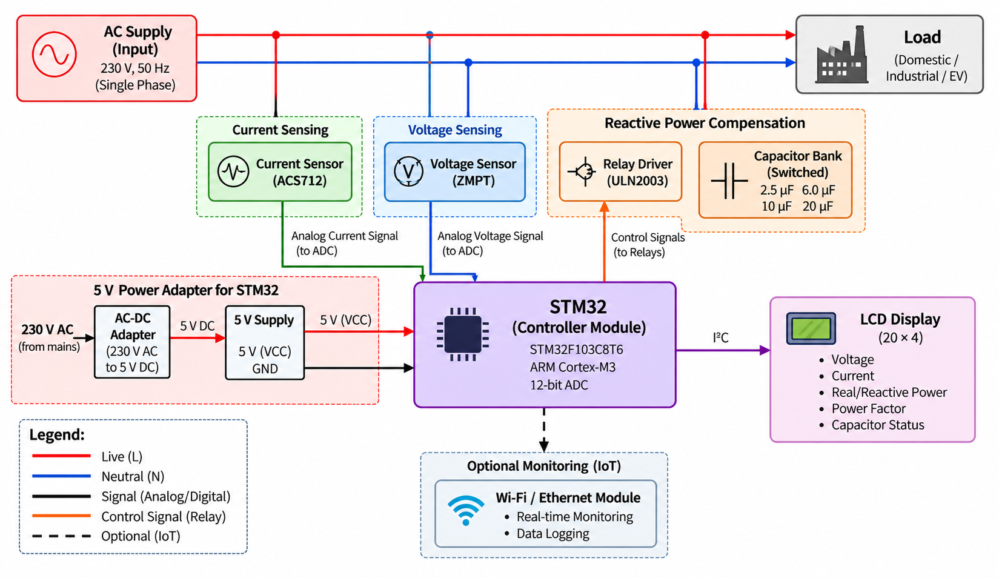 AC Supply
(Input)
230 V, 50 Hz
(Single Phase)
Load
(Domestic /
Industrial / EV)
Current Sensing
Current Sensor
(ACS712)
Voltage Sensing
V
Voltage Sensor
(ZMPT)
Reactive Power Compensation
Relay Driver
(ULN2003)
Capacitor Bank
(Switched)
2.5 µF 6.0 µF
10 µF 20 µF
Analog Current Signal
(to ADC)
Analog Voltage Signal
(to ADC)
Control Signals
(to Relays)
5 V Power Adapter for STM32
230 V AC
(from mains)
AC-DC
Adapter
(230 V AC
to 5 V DC)
5 V DC
5 V Supply
5 V (VCC)
GND
5 V (VCC)
STM32
(Controller Module)
STM32F103C8T6
ARM Cortex-M3
12-bit ADC
I²C
LCD Display
(20 × 4)
• Voltage
• Current
• Real/Reactive Power
• Power Factor
• Capacitor Status
Legend:
Live (L)
Neutral (N)
Signal (Analog/Digital)
Control Signal (Relay)
Optional (IoT)
Optional Monitoring (IoT)
Wi-Fi / Ethernet Module
• Real-time Monitoring
• Data Logging